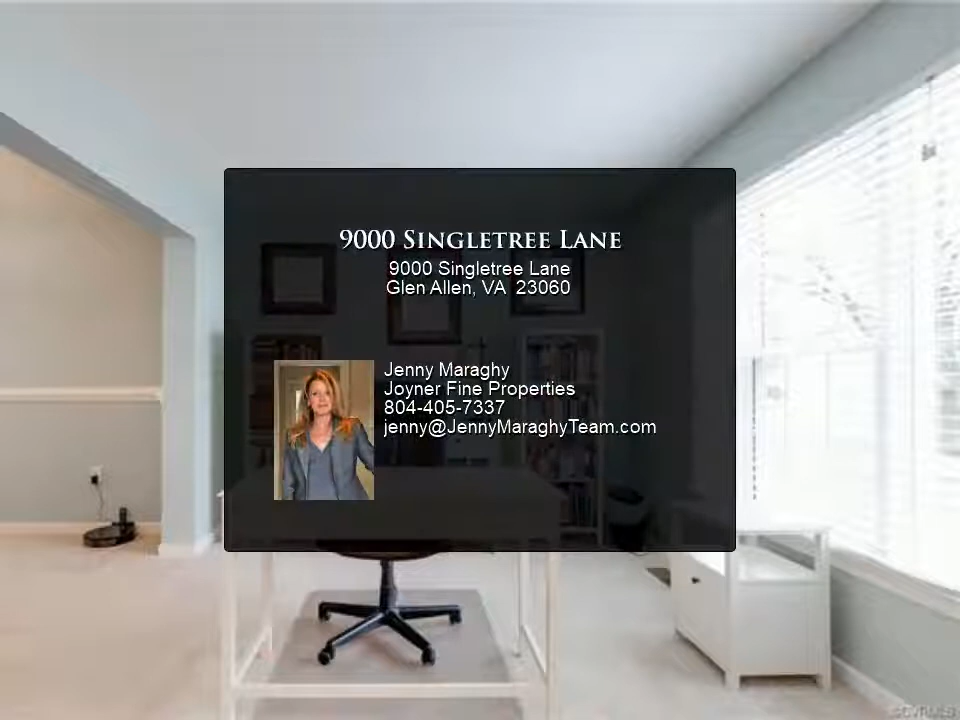 9000 Singletree Lane
9000 Singletree Lane
Glen Allen, VA 23060
Jenny Maraghy
Joyner Fine Properties
804-405-7337
jenny@JennyMaraghyTeam.com
©CVRMLS